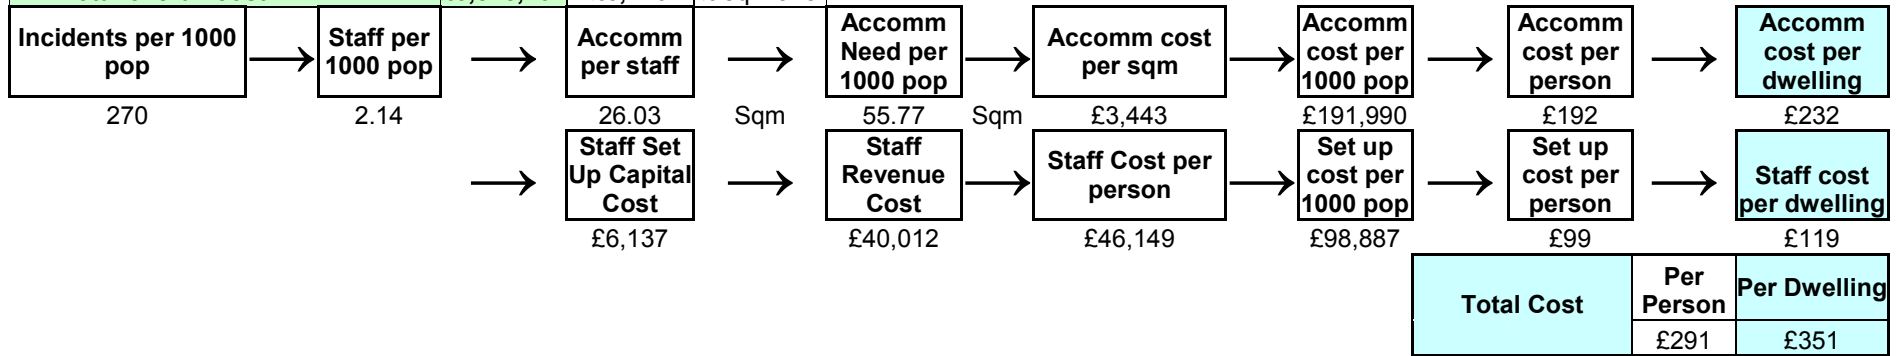 Incidents per 1000
pop
Staff per
1000 pop
Accomm
per staff
Accomm
Need per
1000 pop
Accomm cost
per sqm
Accomm
cost per
1000 pop
Accomm
cost per
person
Accomm
cost per
dwelling
270
2.14
26.03
Sqm
55.77
Sqm
£3,443
£191,990
£192
£232
Staff Set
Up Capital
Cost
Staff
Revenue
Cost
Staff Cost per
person
Set up
cost per
1000 pop
Set up
cost per
person
Staff cost
per dwelling
£6,137
£40,012
£46,149
£98,887
£99
£119
Total Cost
Per
Person
Per Dwelling
£291
£351